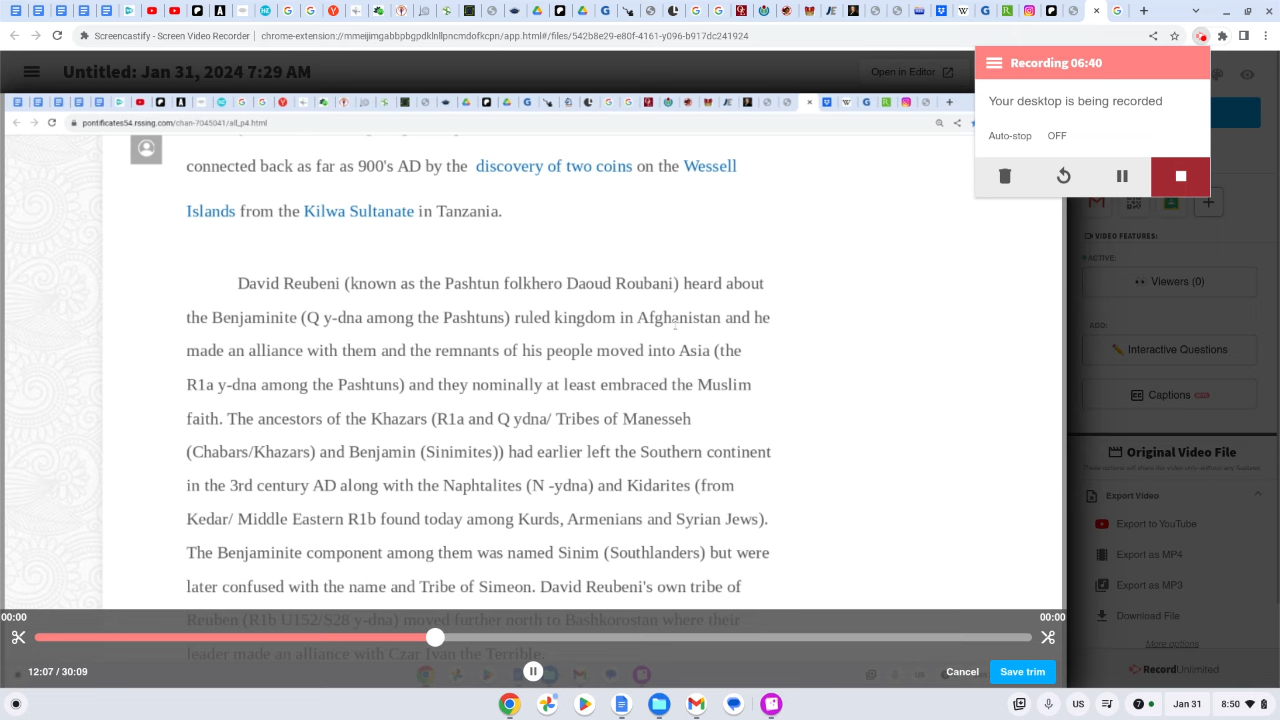 Screencastify - Screen Video Recorder | chrome-extension://mmeijimgabbpbgpdklnllpncmdofkcpn/app.html#/files/542b8e29-e80f-4161-y096-b917dc241924
Recording 06:40
Untitled: Jan 31, 2024 7:29 AM
Open in Editor
Your desktop is being recorded
Auto-stop OFF
pontificates54.rssing.com/chan-7045041/all_p4.html
connected back as far as 900's AD by the discovery of two coins on the Wessell
Islands from the Kilwa Sultanate in Tanzania.
VIDEO FEATURES:
ACTIVE:
Viewers (0)
David Reubeni (known as the Pashtun folkhero Daoud Roubani) heard about
the Benjaminite (Q y-dna among the Pashtuns) ruled kingdom in Afghanistan and he
made an alliance with them and the remnants of his people moved into Asia (the
R1a y-dna among the Pashtuns) and they nominally at least embraced the Muslim
faith. The ancestors of the Khazars (R1a and Q ydna/ Tribes of Manesseh
(Chabars/Khazars) and Benjamin (Sinimites)) had earlier left the Southern continent
in the 3rd century AD along with the Naphtalites (N -ydna) and Kidarites (from
Kedar/ Middle Eastern R1b found today among Kurds, Armenians and Syrian Jews).
The Benjaminite component among them was named Sinim (Southlanders) but were
later confused with the name and Tribe of Simeon. David Reubeni's own tribe of
Reuben (R1b U152/S28 y-dna) moved further north to Bashkorostan where their
leader made an alliance with Czar Ivan the Terrible.
ADD:
Interactive Questions
Captions
Original Video File
Export Video
Export to YouTube
Export as MP4
Export as MP3
Download File
More options
RecordUnlimited
00:00
00:00
12:07 / 30:09
Cancel
Save trim
US
7
Jan 31
8:50